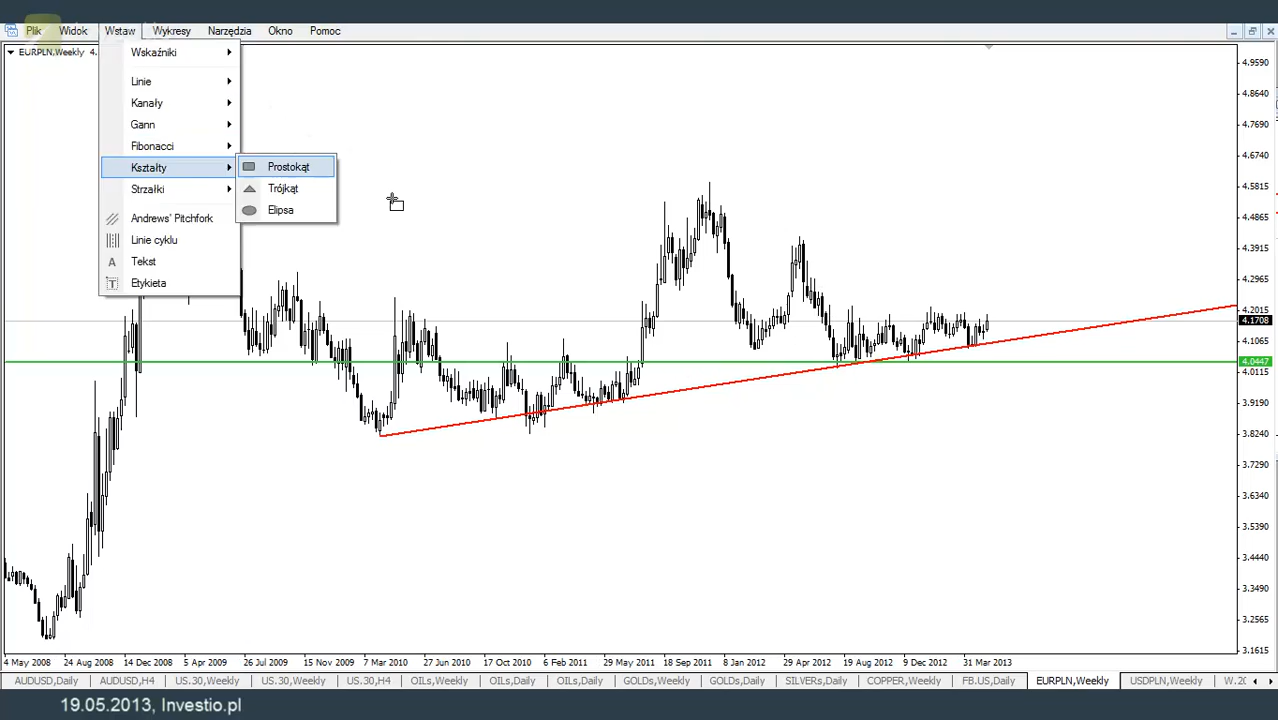 Plik Widok Wstaw Wykresy Narzędzia Okno Pomoc
EURPLN,Weekly 4.
Wskaźniki
Linie
Kanały
Gann
Fibonacci
Kształty
Strzałki
Andrews' Pitchfork
Linie cyklu
Tekst
Etykieta
Prostokąt
Trójkąt
Elipsa
4.9590
4.8640
4.7690
4.6740
4.5815
4.4865
4.3915
4.2965
4.2015
4.1708
4.1065
4.0447
4.0115
3.9190
3.8240
3.7290
3.6340
3.5390
3.4440
3.3490
3.2565
3.1615
4 May 2008 24 Aug 2008 14 Dec 2008 5 Apr 2009 26 Jul 2009 15 Nov 2009 7 Mar 2010 27 Jun 2010 17 Oct 2010 6 Feb 2011 29 May 2011 18 Sep 2011 8 Jan 2012 29 Apr 2012 19 Aug 2012 9 Dec 2012 31 Mar 2013
AUDUSD,Daily AUDUSD,H4 US.30,Weekly US.30,Weekly US.30,H4 OILs,Weekly OILs,Daily OILs,Daily GOLDs,Weekly GOLDs,Daily SILVERs,Daily COPPER,Weekly FB.US,Daily EURPLN,Weekly USDPLN,Weekly W.20
19.05.2013, Investio.pl